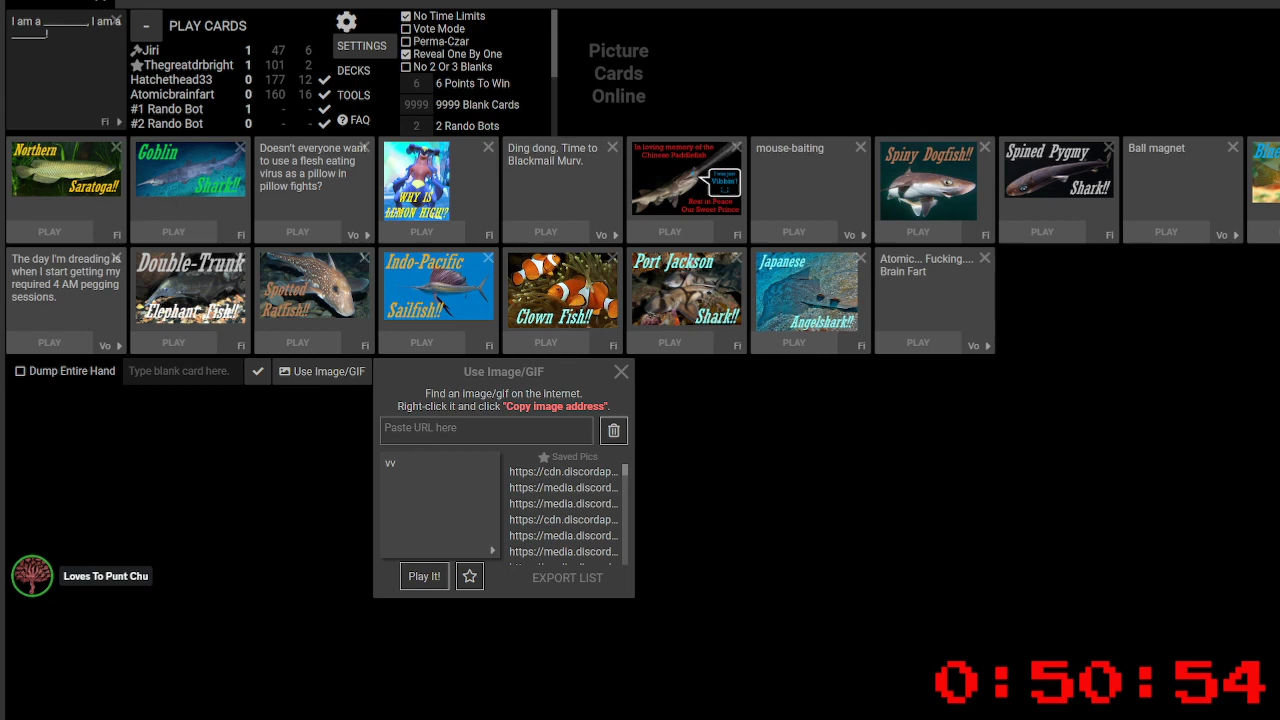 I am a ________, I am a ______!
Fi
-
PLAY CARDS
Jiri 1 47 6
Thegreatdrbright 1 101 2
Hatchethead33 0 177 12
Atomicbrainfart 0 160 16
#1 Rando Bot 1 - -
#2 Rando Bot 0 - -
SETTINGS
DECKS
TOOLS
FAQ
No Time Limits
Vote Mode
Perma-Czar
Reveal One By One
No 2 Or 3 Blanks
6 6 Points To Win
9999 9999 Blank Cards
2 2 Rando Bots
Picture
Cards
Online
Northern
Saratoga!!
PLAY Fi
Goblin
Shark!!
PLAY Fi
Doesn't everyone want
to use a flesh eating
virus as a pillow in
pillow fights?
PLAY Vo
WHY IS
LEMON HIGH!?
PLAY Fi
Ding dong. Time to
Blackmail Murv.
PLAY Vo
In loving memory of the
Chinese Paddlefish
I was just
Vibbin'!
Rest in Peace
Our Sweet Prince
PLAY Fi
mouse-baiting
PLAY Vo
Spiny Dogfish!!
PLAY Fi
Spined Pygmy
Shark!!
PLAY Fi
Ball magnet
PLAY Vo
The day I'm dreading is
when I start getting my
required 4 AM pegging
sessions.
PLAY Vo
Double-Trunk
Elephant Fish!!
PLAY Fi
Spotted
Ratfish!!
PLAY Fi
Indo-Pacific
Sailfish!!
PLAY Fi
Clown Fish!!
PLAY Fi
Port Jackson
Shark!!
PLAY Fi
Japanese
Angelshark!!
PLAY Fi
Atomic... Fucking....
Brain Fart
PLAY Vo
Dump Entire Hand
Type blank card here.
Use Image/GIF
Use Image/GIF
Find an image/gif on the internet.
Right-click it and click "Copy image address".
Paste URL here
vv
Saved Pics
https://cdn.discordap...
https://media.discord...
https://media.discord...
https://cdn.discordap...
https://media.discord...
https://media.discord...
Play It!
EXPORT LIST
Loves To Punt Chu
0:50:54